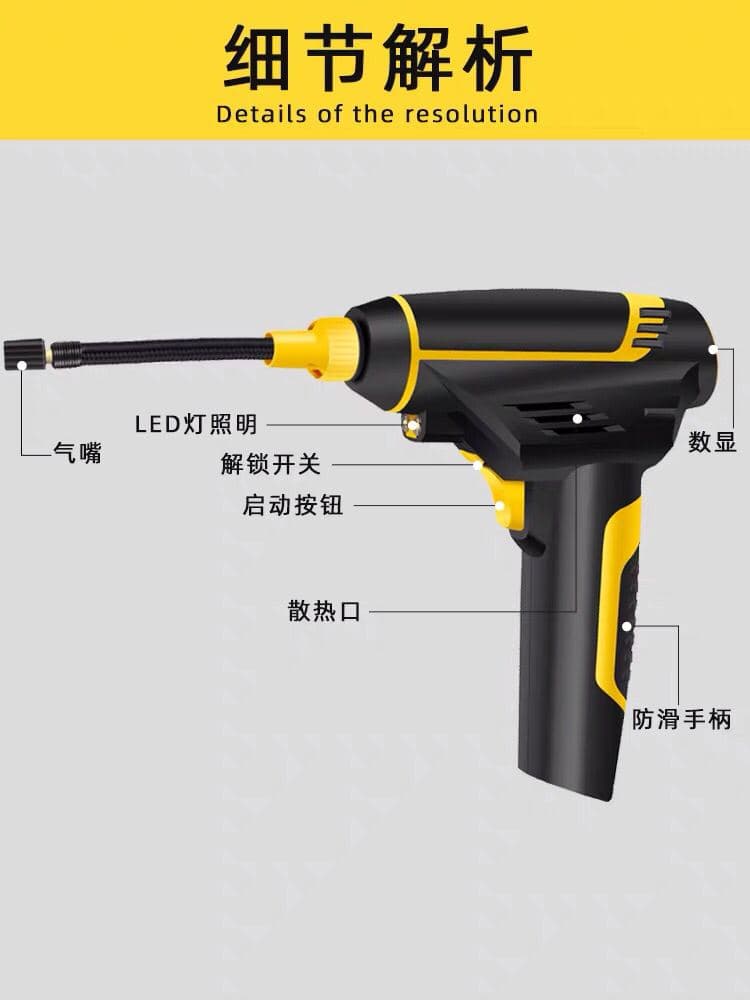 细节解析
Details of the resolution
LED灯照明
数显
气嘴
解锁开关
启动按钮
散热口
防滑手柄